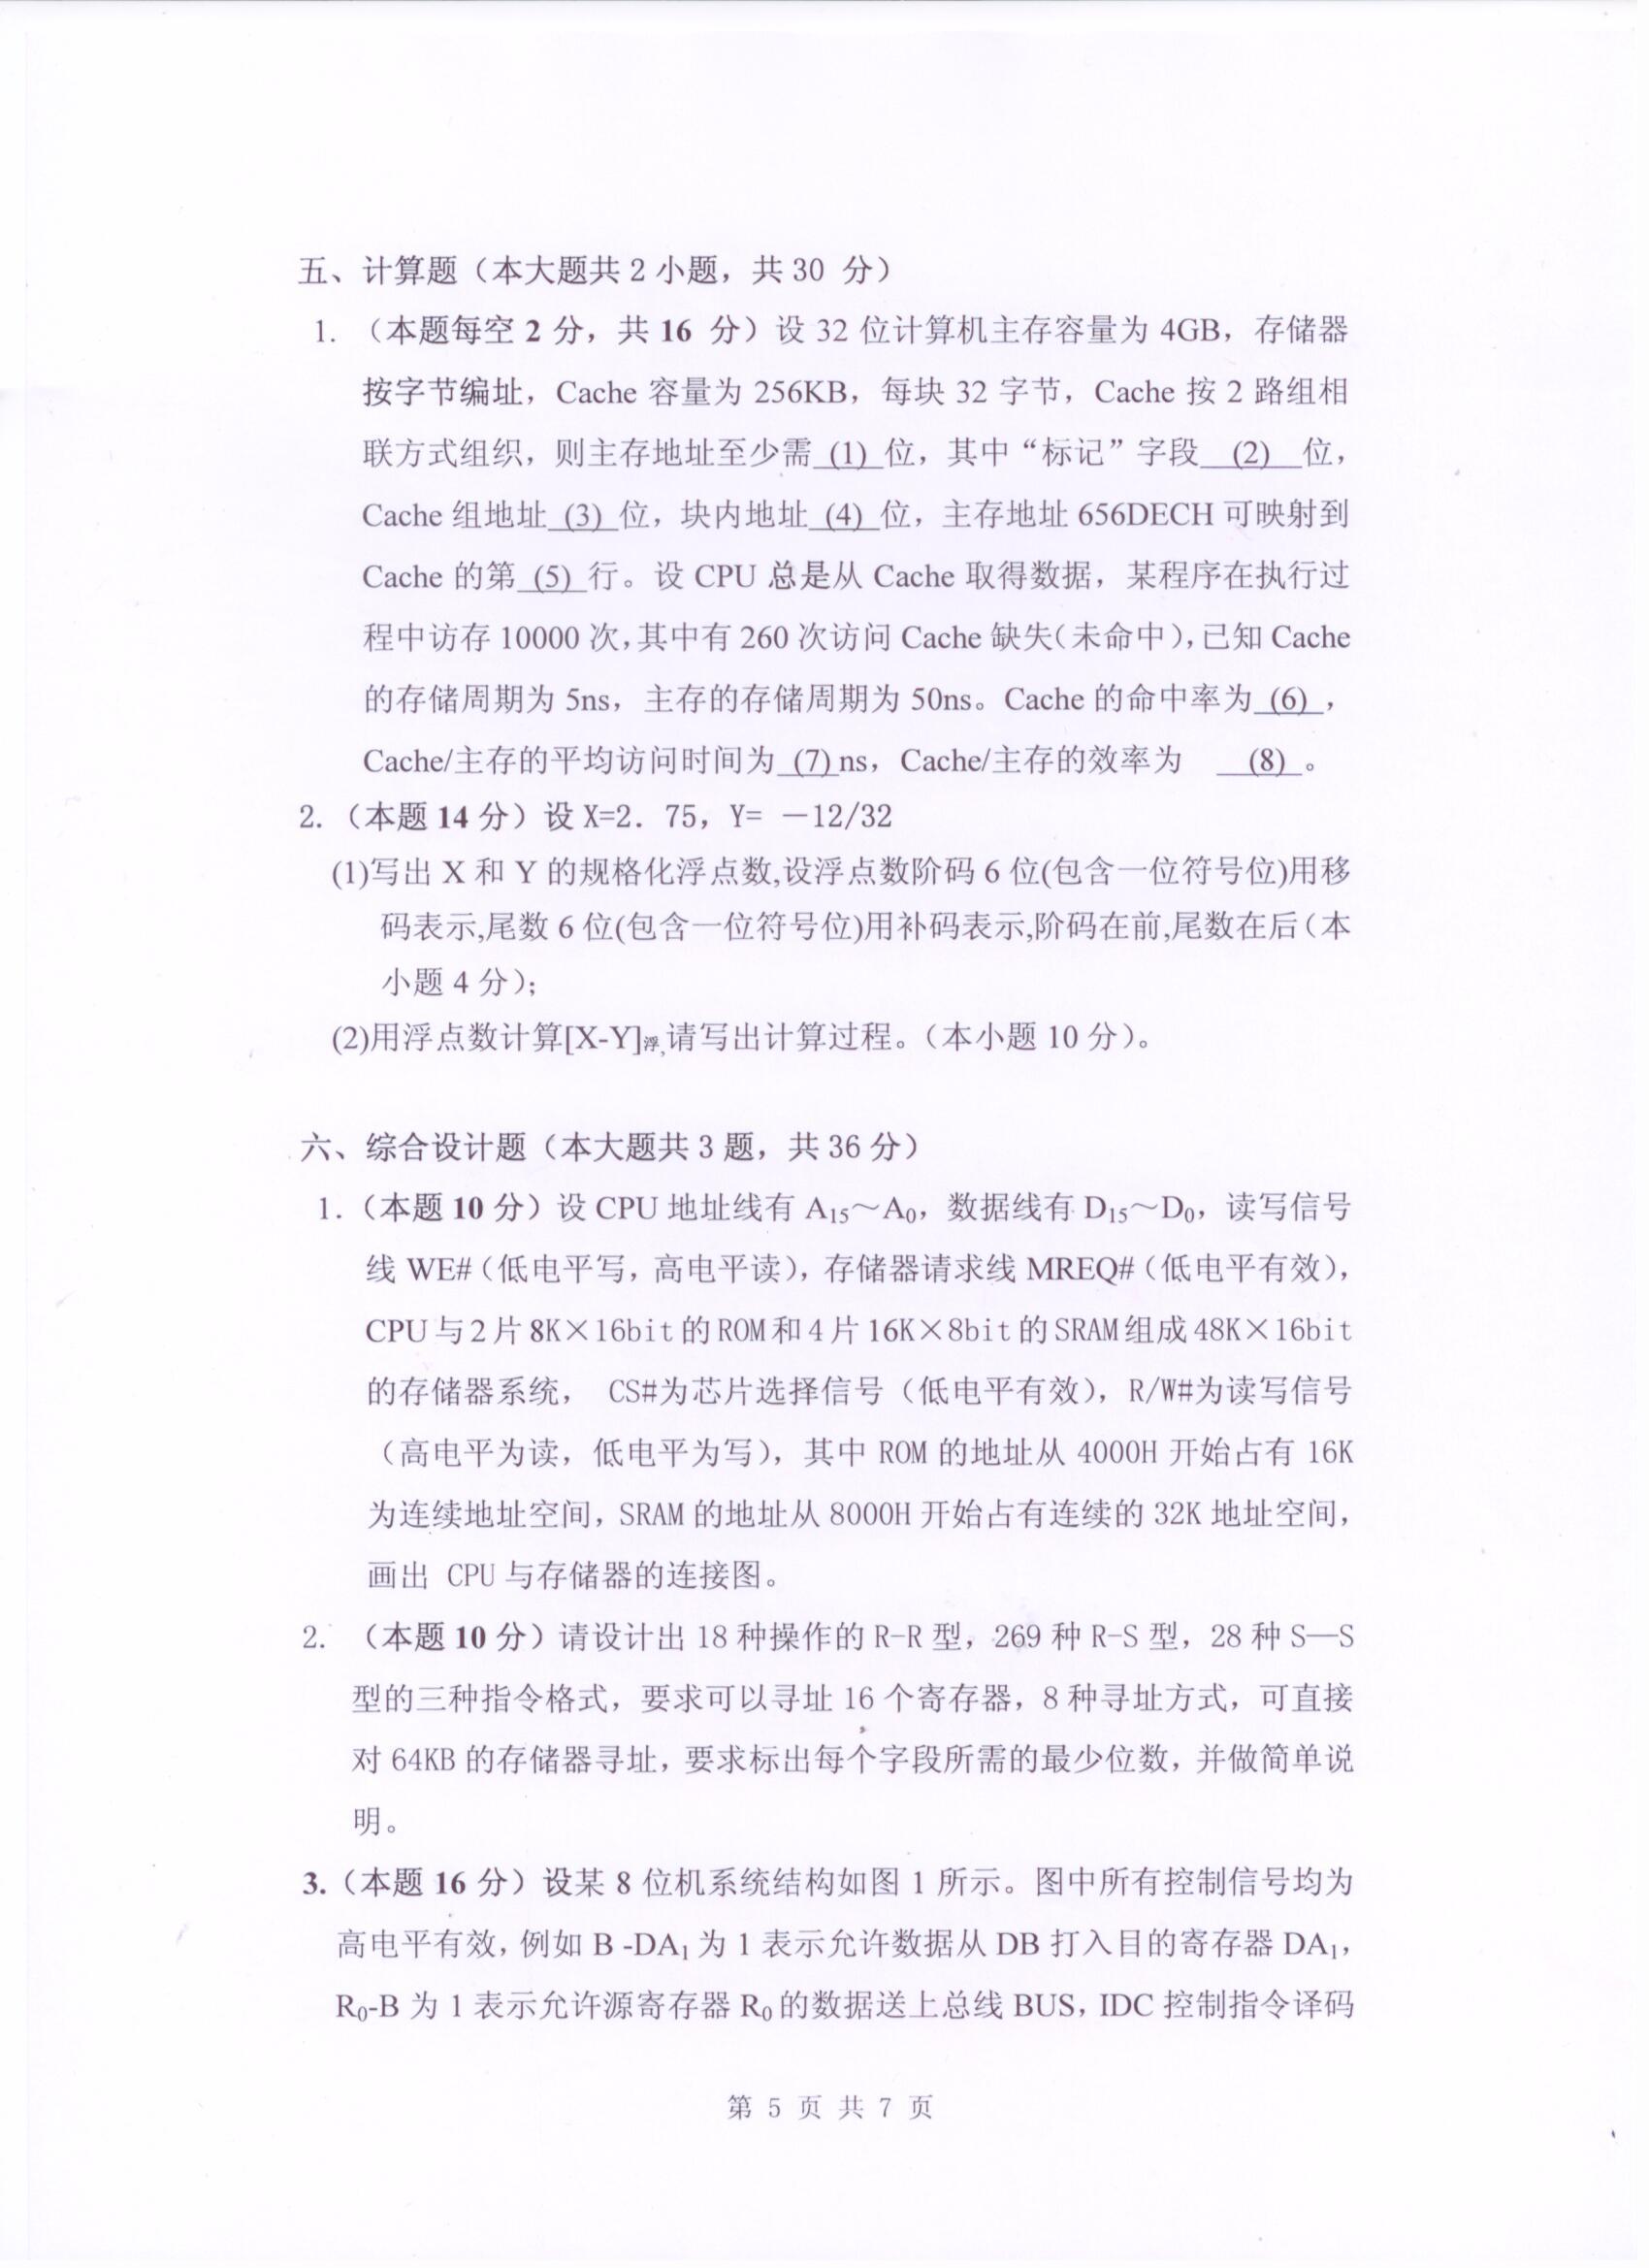 五、计算题（本大题共 2 小题，共 30 分）
1. （本题每空 2 分，共 16 分）设 32 位计算机主存容量为 4GB，存储器
按字节编址，Cache 容量为 256KB，每块 32 字节，Cache 按 2 路组相
联方式组织，则主存地址至少需 (1) 位，其中“标记”字段 (2) 位，
Cache 组地址 (3) 位，块内地址 (4) 位，主存地址 656DECH 可映射到
Cache 的第 (5) 行。设 CPU 总是从 Cache 取得数据，某程序在执行过
程中访存 10000 次，其中有 260 次访问 Cache 缺失（未命中），已知 Cache
的存储周期为 5ns，主存的存储周期为 50ns。Cache 的命中率为 (6) ，
Cache/主存的平均访问时间为 (7) ns，Cache/主存的效率为 (8) 。
2.（本题 14 分）设 X=2. 75，Y= －12/32
(1)写出 X 和 Y 的规格化浮点数,设浮点数阶码 6 位(包含一位符号位)用移
码表示,尾数 6 位(包含一位符号位)用补码表示,阶码在前,尾数在后（本
小题 4 分）；
(2)用浮点数计算[X-Y]浮,请写出计算过程。（本小题 10 分）。
六、综合设计题（本大题共 3 题，共 36 分）
1.（本题 10 分）设 CPU 地址线有 A15～A0，数据线有 D15～D0，读写信号
线 WE#（低电平写，高电平读），存储器请求线 MREQ#（低电平有效），
CPU 与 2 片 8K×16bit 的 ROM 和 4 片 16K×8bit 的 SRAM 组成 48K×16bit
的存储器系统， CS#为芯片选择信号（低电平有效），R/W#为读写信号
（高电平为读，低电平为写），其中 ROM 的地址从 4000H 开始占有 16K
为连续地址空间，SRAM 的地址从 8000H 开始占有连续的 32K 地址空间，
画出 CPU 与存储器的连接图。
2. （本题 10 分）请设计出 18 种操作的 R-R 型，269 种 R-S 型，28 种 S—S
型的三种指令格式，要求可以寻址 16 个寄存器，8 种寻址方式，可直接
对 64KB 的存储器寻址，要求标出每个字段所需的最少位数，并做简单说
明。
3.（本题 16 分）设某 8 位机系统结构如图 1 所示。图中所有控制信号均为
高电平有效，例如 B -DA1 为 1 表示允许数据从 DB 打入目的寄存器 DA1，
R0-B 为 1 表示允许源寄存器 R0 的数据送上总线 BUS，IDC 控制指令译码
第 5 页 共 7 页